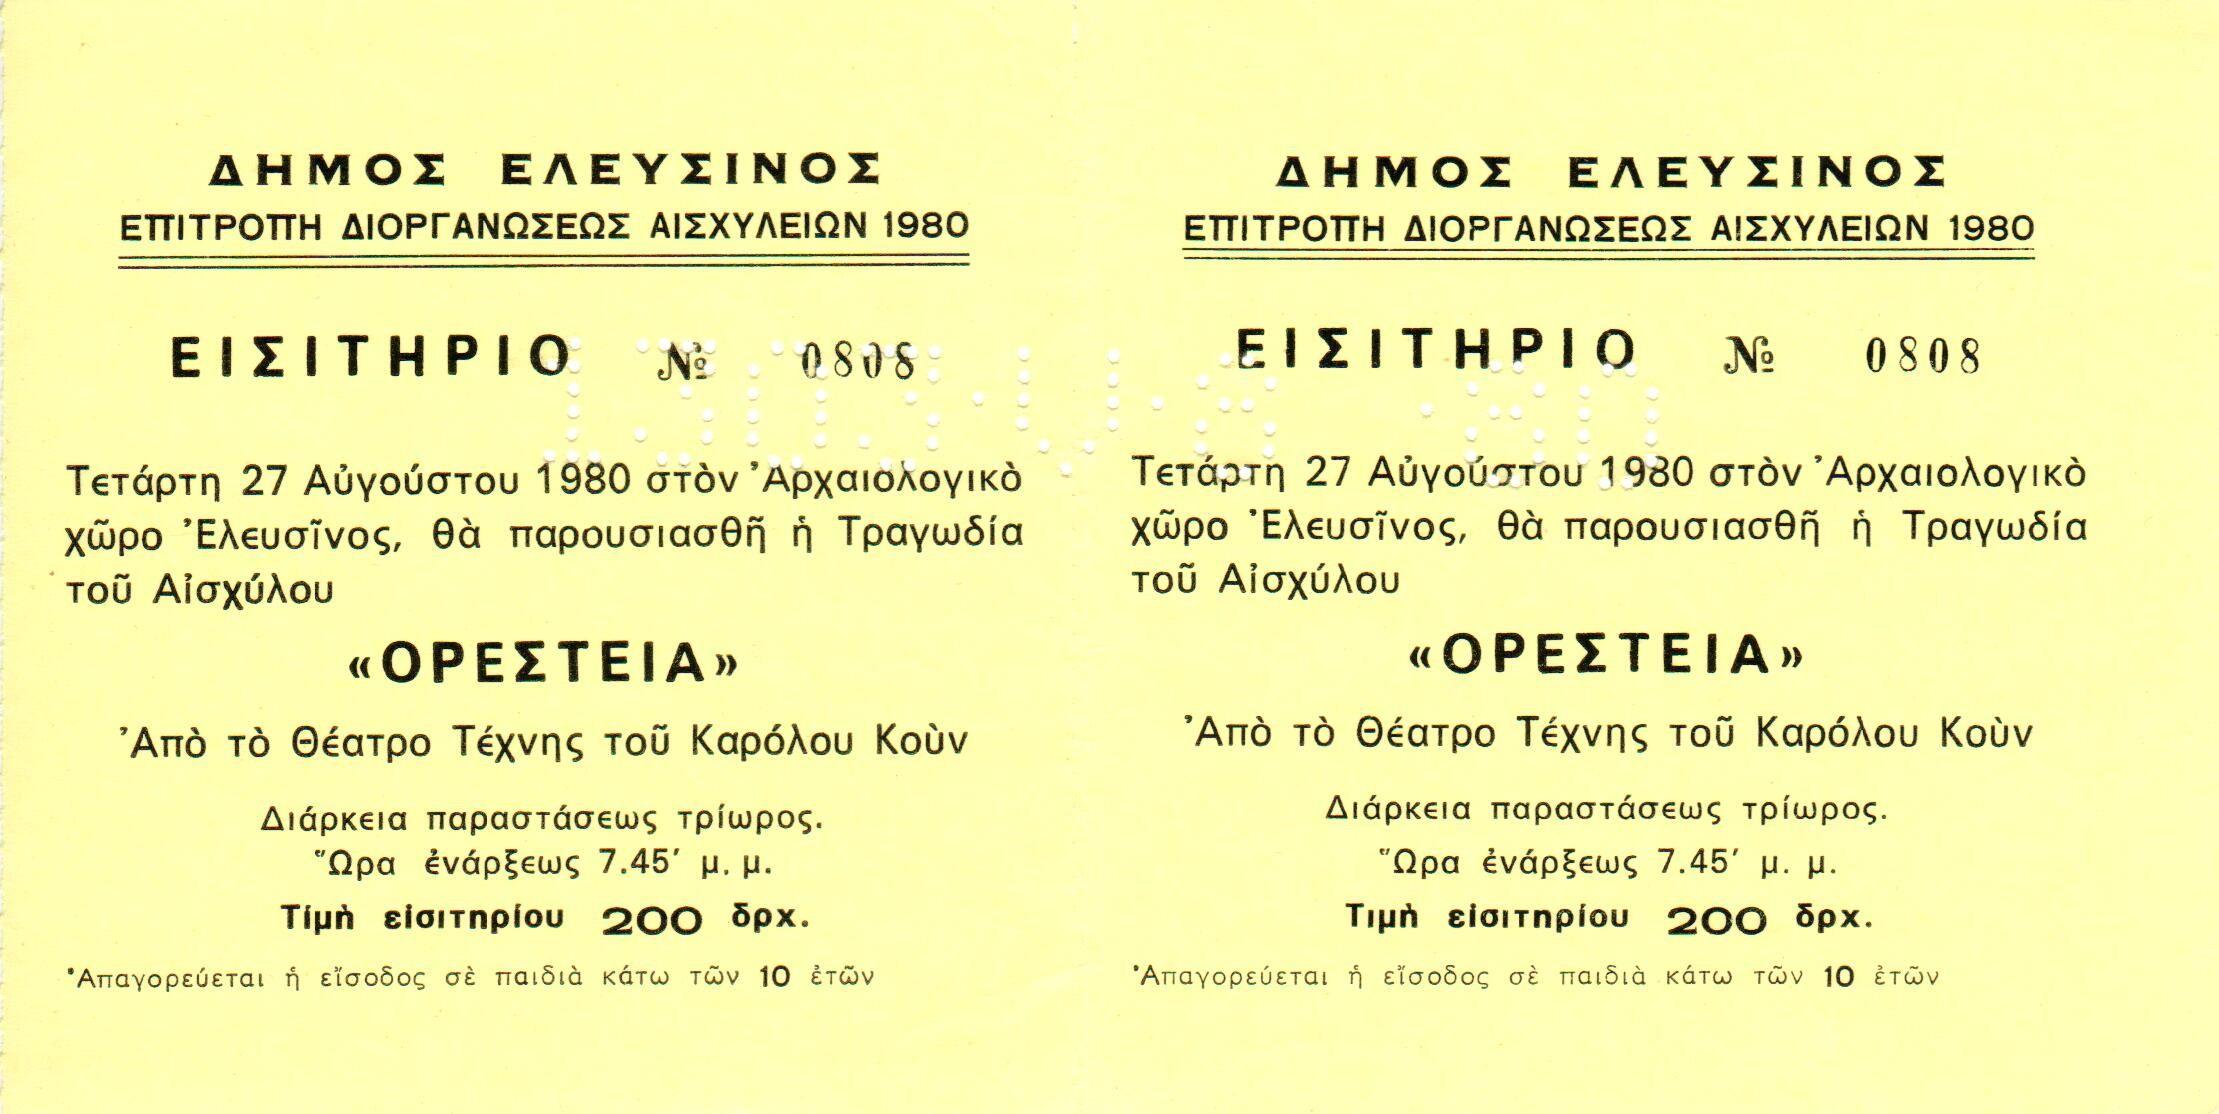 ΔΗΜΟΣ ΕΛΕΥΣΙΝΟΣ
ΕΠΙΤΡΟΠΗ ΔΙΟΡΓΑΝΩΣΕΩΣ ΑΙΣΧΥΛΕΙΩΝ 1980
ΕΙΣΙΤΗΡΙΟ № 0808
Τετάρτη 27 Αὐγούστου 1980 στὸν Ἀρχαιολογικὸ
χῶρο Ἐλευσῖνος, θὰ παρουσιασθῆ ἡ Τραγωδία
τοῦ Αἰσχύλου
«ΟΡΕΣΤΕΙΑ»
Ἀπὸ τὸ Θέατρο Τέχνης τοῦ Καρόλου Κοὺν
Διάρκεια παραστάσεως τρίωρος.
Ὥρα ἐνάρξεως 7.45′ μ. μ.
Τίμὴ εἰσιτηρίου 200 δρχ.
Ἀπαγορεύεται ἡ εἴσοδος σὲ παιδιὰ κάτω τῶν 10 ἐτῶν
ΔΗΜΟΣ ΕΛΕΥΣΙΝΟΣ
ΕΠΙΤΡΟΠΗ ΔΙΟΡΓΑΝΩΣΕΩΣ ΑΙΣΧΥΛΕΙΩΝ 1980
ΕΙΣΙΤΗΡΙΟ № 0808
Τετάρτη 27 Αὐγούστου 1980 στὸν Ἀρχαιολογικὸ
χῶρο Ἐλευσῖνος, θὰ παρουσιασθῆ ἡ Τραγωδία
τοῦ Αἰσχύλου
«ΟΡΕΣΤΕΙΑ»
Ἀπὸ τὸ Θέατρο Τέχνης τοῦ Καρόλου Κοὺν
Διάρκεια παραστάσεως τρίωρος.
Ὥρα ἐνάρξεως 7.45′ μ. μ.
Τιμὴ εἰσιτηρίου 200 δρχ.
Ἀπαγορεύεται ἡ εἴσοδος σὲ παιδιὰ κάτω τῶν 10 ἐτῶν